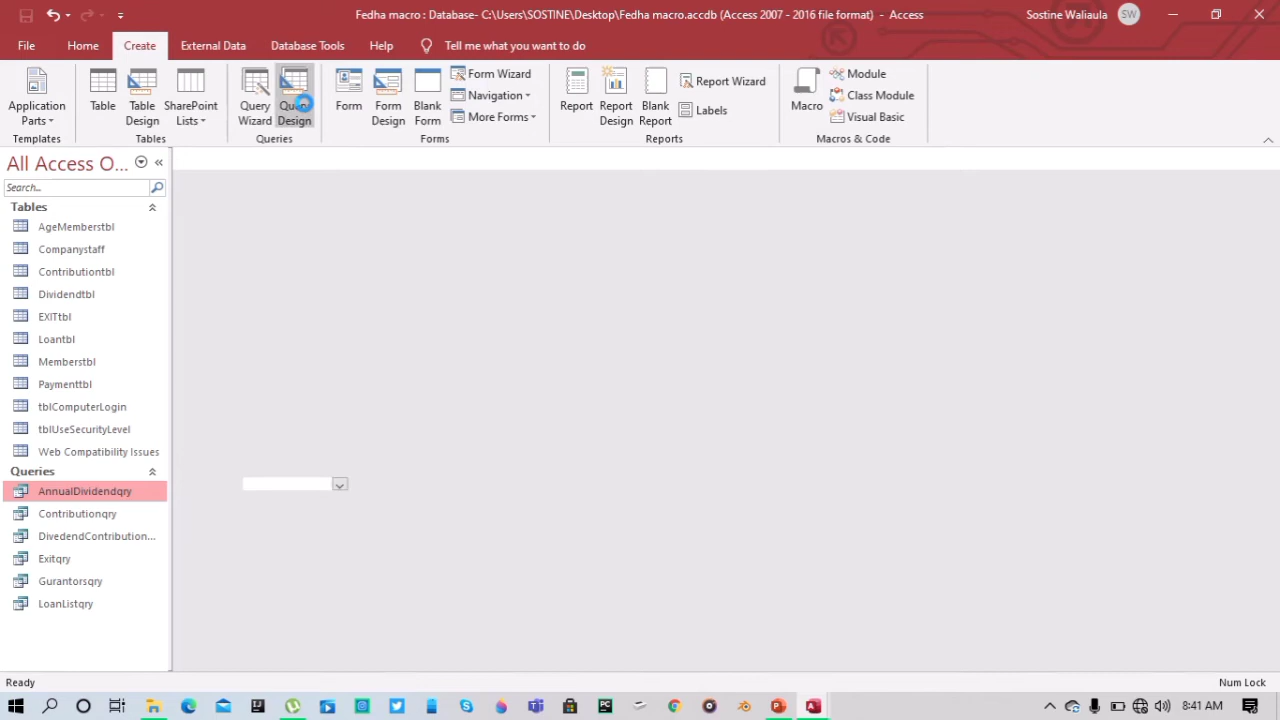 Fedha macro : Database- C:\Users\SOSTINE\Desktop\Fedha macro.accdb (Access 2007 - 2016 file format) - Access
Sostine Waliaula SW
File Home Create External Data Database Tools Help Tell me what you want to do
Application Parts
Table
Table Design
SharePoint Lists
Query Wizard
Design
Form
Form Design
Blank Form
Form Wizard
Navigation
More Forms
Report
Report Design
Blank Report
Report Wizard
Labels
Macro
Module
Class Module
Visual Basic
Templates Tables Queries Forms Reports Macros & Code
All Access O...
Search...
Tables
AgeMemberstbl
Companystaff
Contributiontbl
Dividendtbl
EXITtbl
Loantbl
Memberstbl
Paymenttbl
tblComputerLogin
tblUseSecurityLevel
Web Compatibility Issues
Queries
AnnualDividendqry
Contributionqry
DivedendContribution...
Exitqry
Gurantorsqry
LoanListqry
Ready
Num Lock
8:41 AM